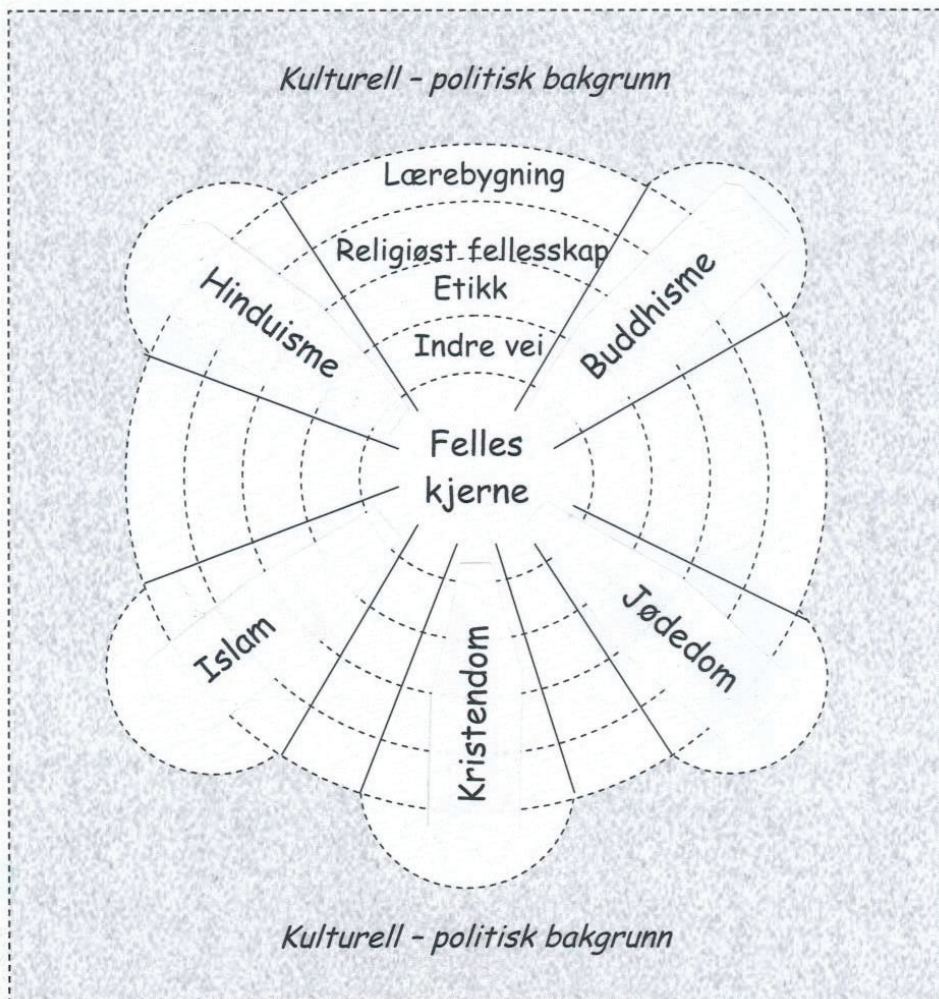 Kulturell – politisk bakgrunn
Lærebygning
Religiøst fellesskap
Etikk
Indre vei
Hinduisme
Buddhisme
Felles
kjerne
Islam
Kristendom
Jødedom
Kulturell – politisk bakgrunn